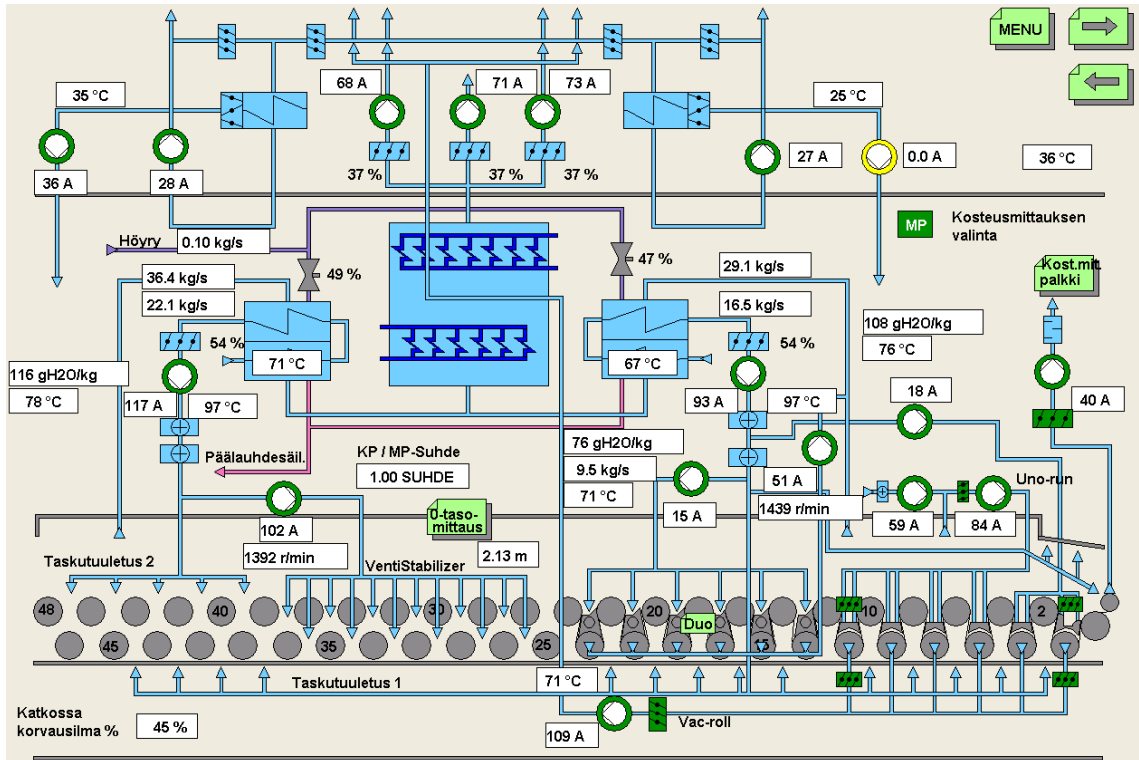 MENU
68 A
71 A
73 A
35 °C
25 °C
36 A
28 A
37 %
37 %
37 %
27 A
0.0 A
36 °C
MP
Kosteusmittauksen
valinta
Höyry
0.10 kg/s
49 %
47 %
36.4 kg/s
29.1 kg/s
Kost.mit.
palkki
22.1 kg/s
16.5 kg/s
54 %
71 °C
67 °C
54 %
108 gH2O/kg
76 °C
116 gH2O/kg
78 °C
117 A
97 °C
93 A
97 °C
18 A
40 A
Päälauhdesäil.
KP / MP-Suhde
1.00 SUHDE
76 gH2O/kg
9.5 kg/s
71 °C
51 A
1439 r/min
Uno-run
102 A
0-taso-
mittaus
15 A
59 A
84 A
1392 r/min
2.13 m
Taskutuuletus 2
VentiStabilizer
48
40
30
20
10
2
Duo
45
35
25
15
Taskutuuletus 1
71 °C
Katkossa
korvausilma %
45 %
109 A
Vac-roll